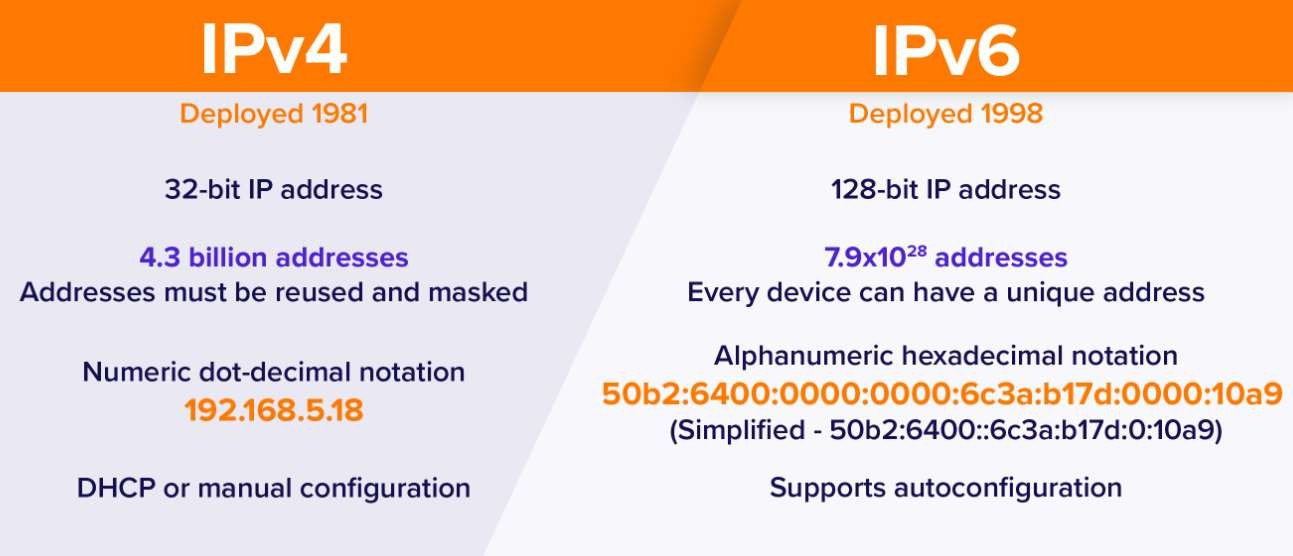 IPv4
Deployed 1981
32-bit IP address
4.3 billion addresses
Addresses must be reused and masked
Numeric dot-decimal notation
192.168.5.18
DHCP or manual configuration
IPv6
Deployed 1998
128-bit IP address
7.9x10²⁸ addresses
Every device can have a unique address
Alphanumeric hexadecimal notation
50b2:6400:0000:0000:6c3a:b17d:0000:10a9
(Simplified - 50b2:6400::6c3a:b17d:0:10a9)
Supports autoconfiguration